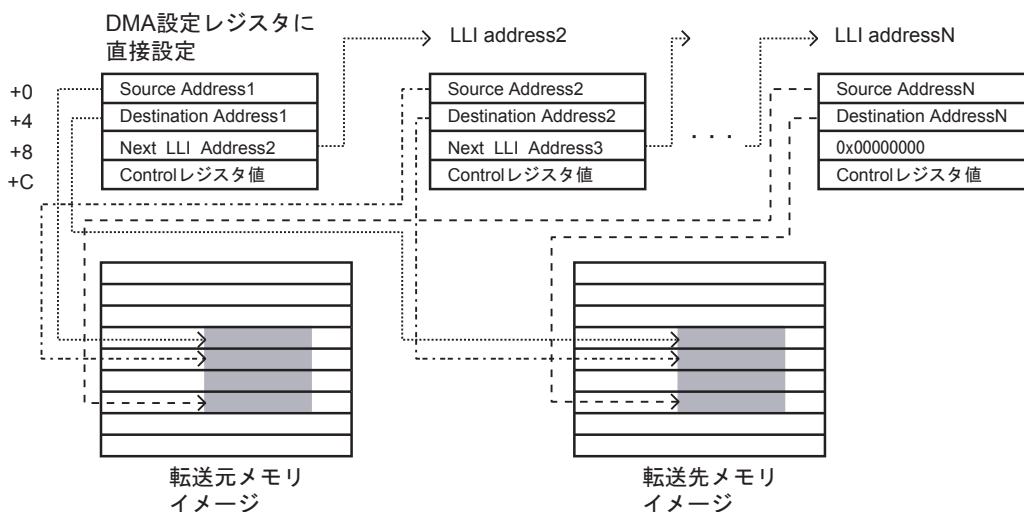 DMA設定レジスタに
直接設定
LLI address2
LLI addressN
+0
+4
+8
+C
Source Address1
Destination Address1
Next LLI Address2
Controlレジスタ値
Source Address2
Destination Address2
Next LLI Address3
Controlレジスタ値
. . .
Source AddressN
Destination AddressN
0x00000000
Controlレジスタ値
転送元メモリ
イメージ
転送先メモリ
イメージ